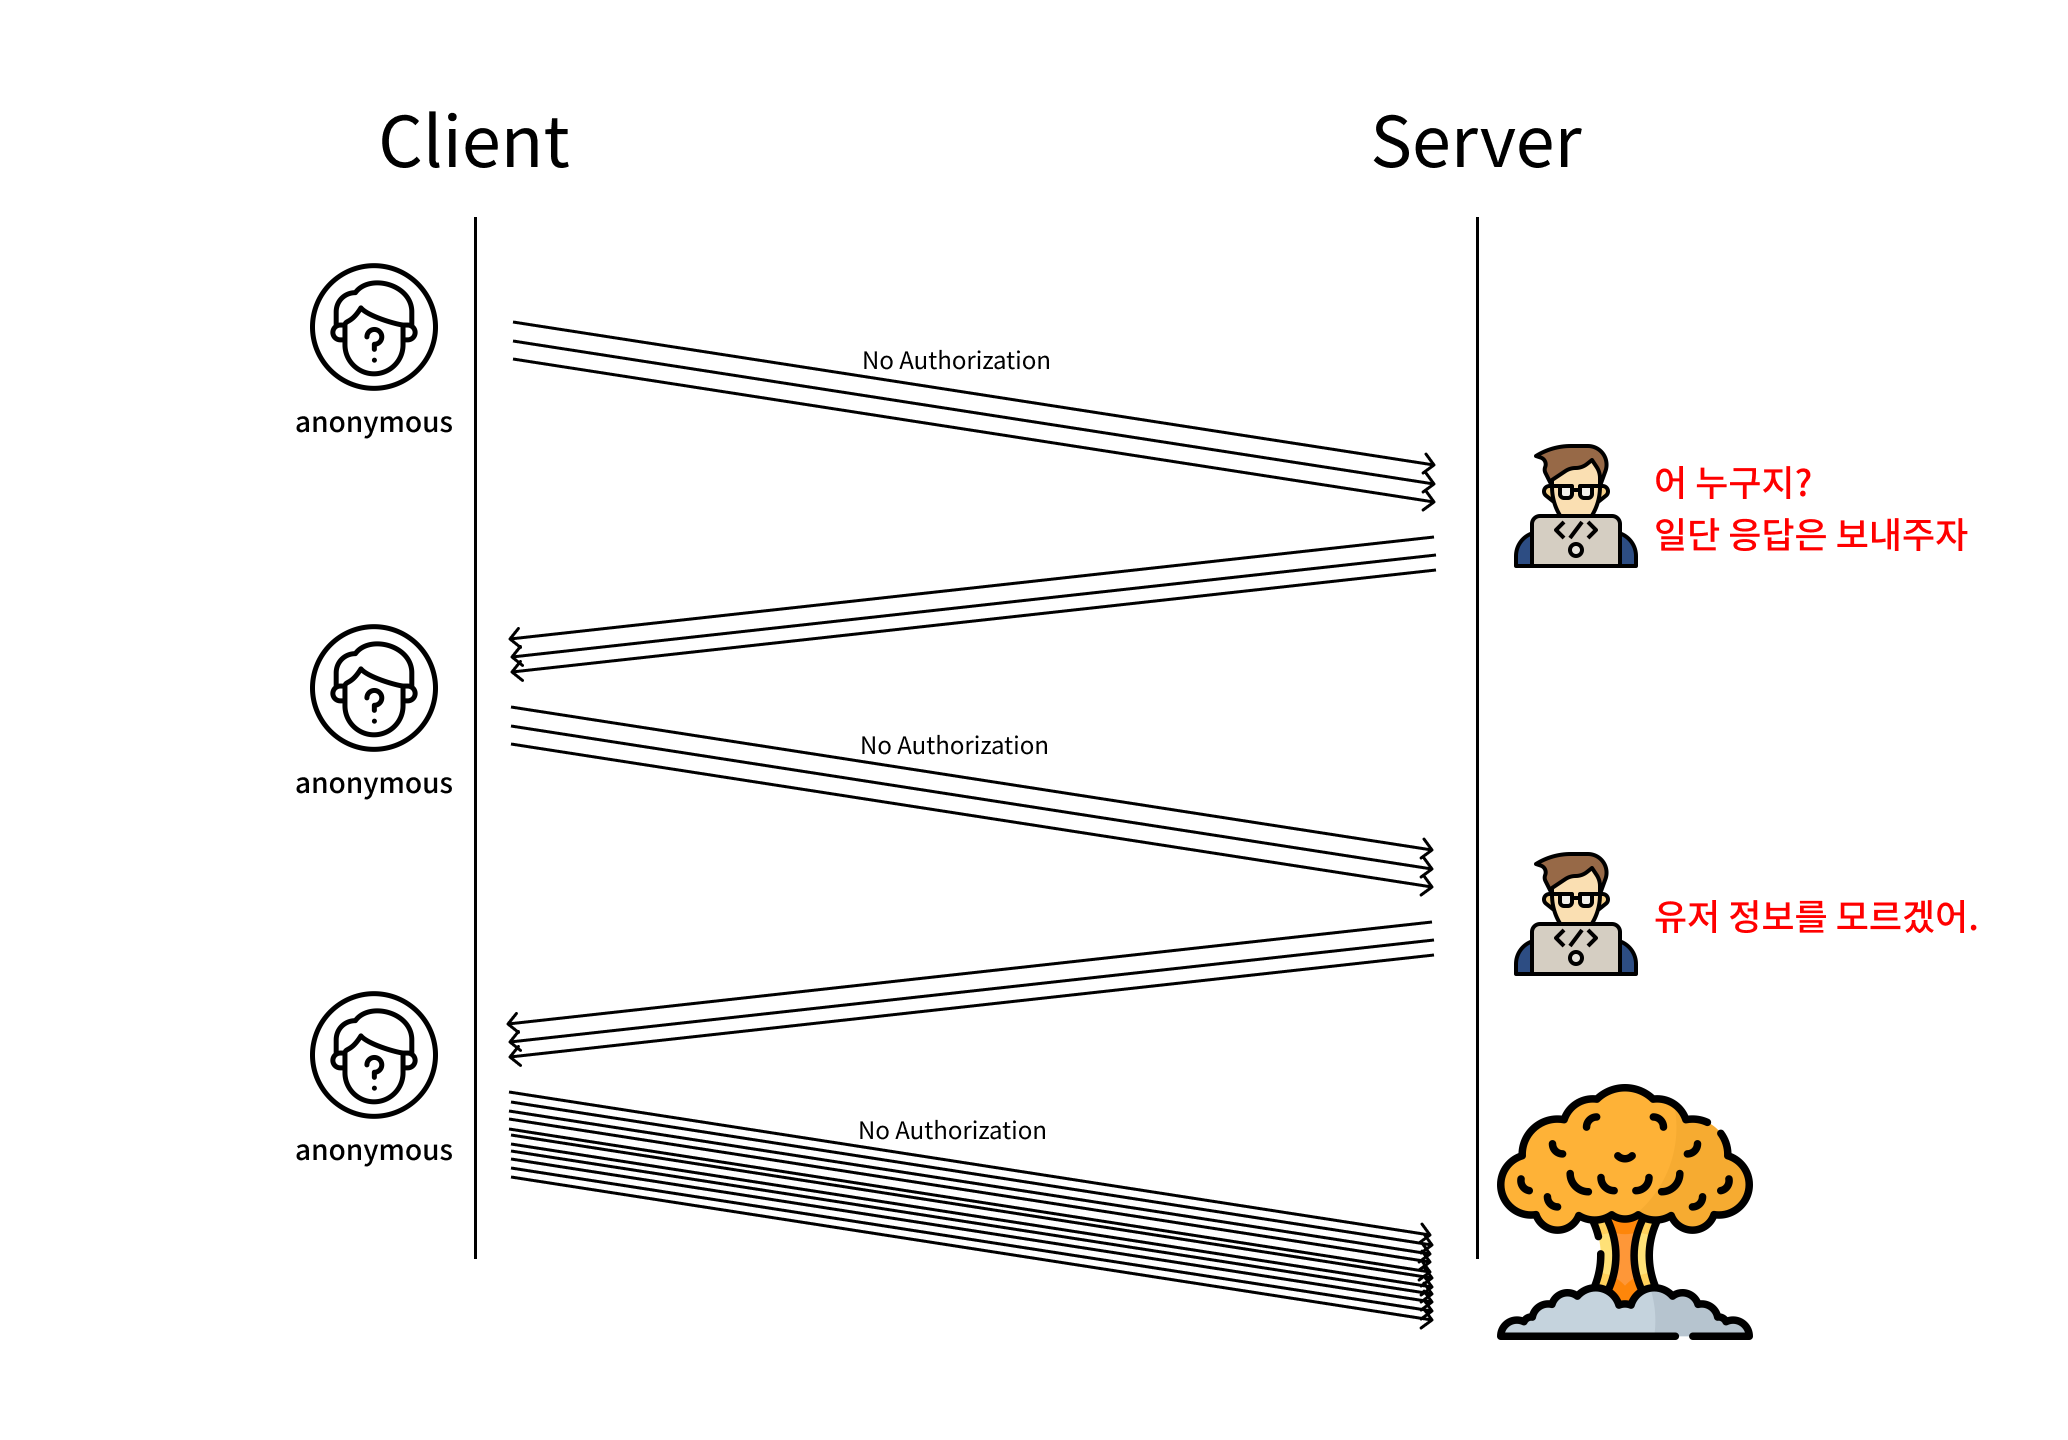 Client
Server
No Authorization
anonymous
어 누구지?
일단 응답은 보내주자
No Authorization
anonymous
유저 정보를 모르겠어.
No Authorization
anonymous